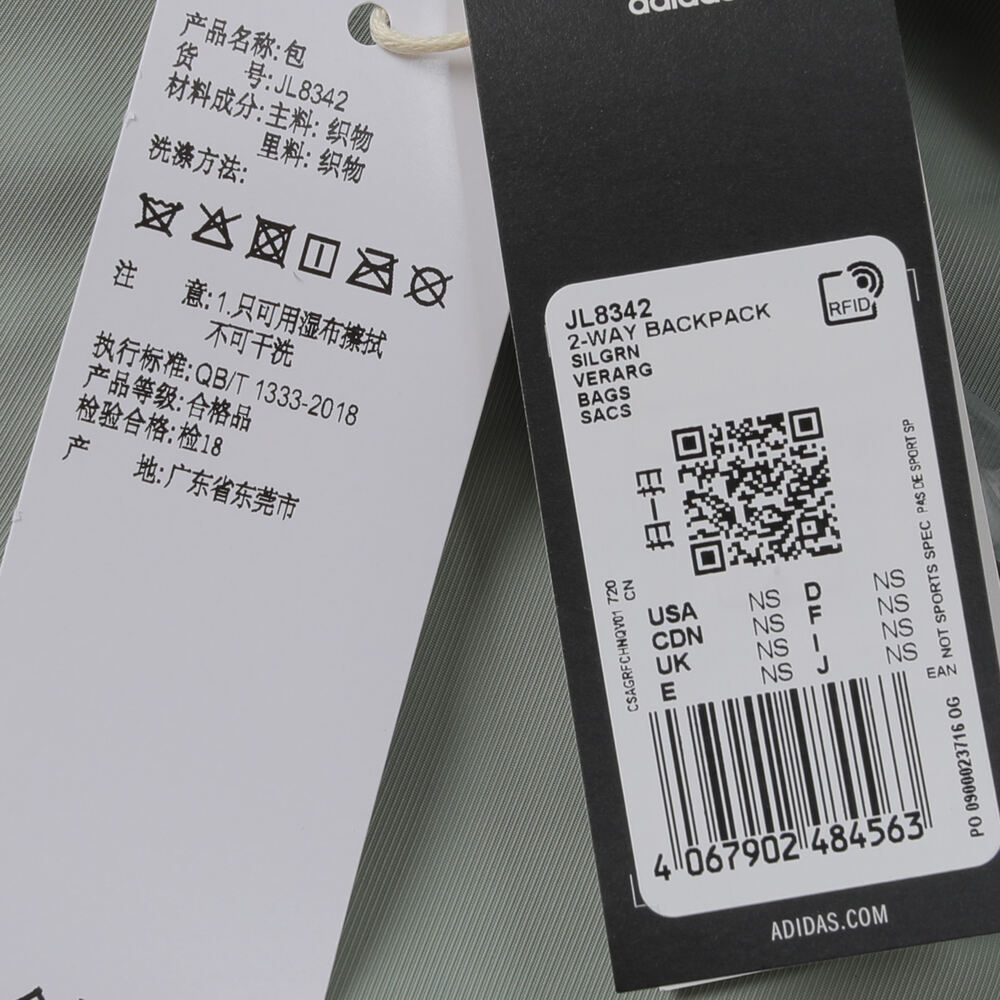 产品名称:包
货 号:JL8342
材料成分:主料: 织物
里料: 织物
洗涤方法:
注 意:1.只可用湿布擦拭
不可干洗
执行标准:QB/T 1333-2018
产品等级:合格品
检验合格:检18
产 地:广东省东莞市
adidas
JL8342
2-WAY BACKPACK
SILGRN
VERARG
BAGS
SACS
RFID
扫一扫
CSAGRFCHNQV01 720
CN
USA NS D NS
CDN NS F NS
UK NS I NS
E NS J NS
EAZ NOT SPORTS SPEC PAS DE SPORT SP
PO 0900023716 OG
4 067902 484563
ADIDAS.COM